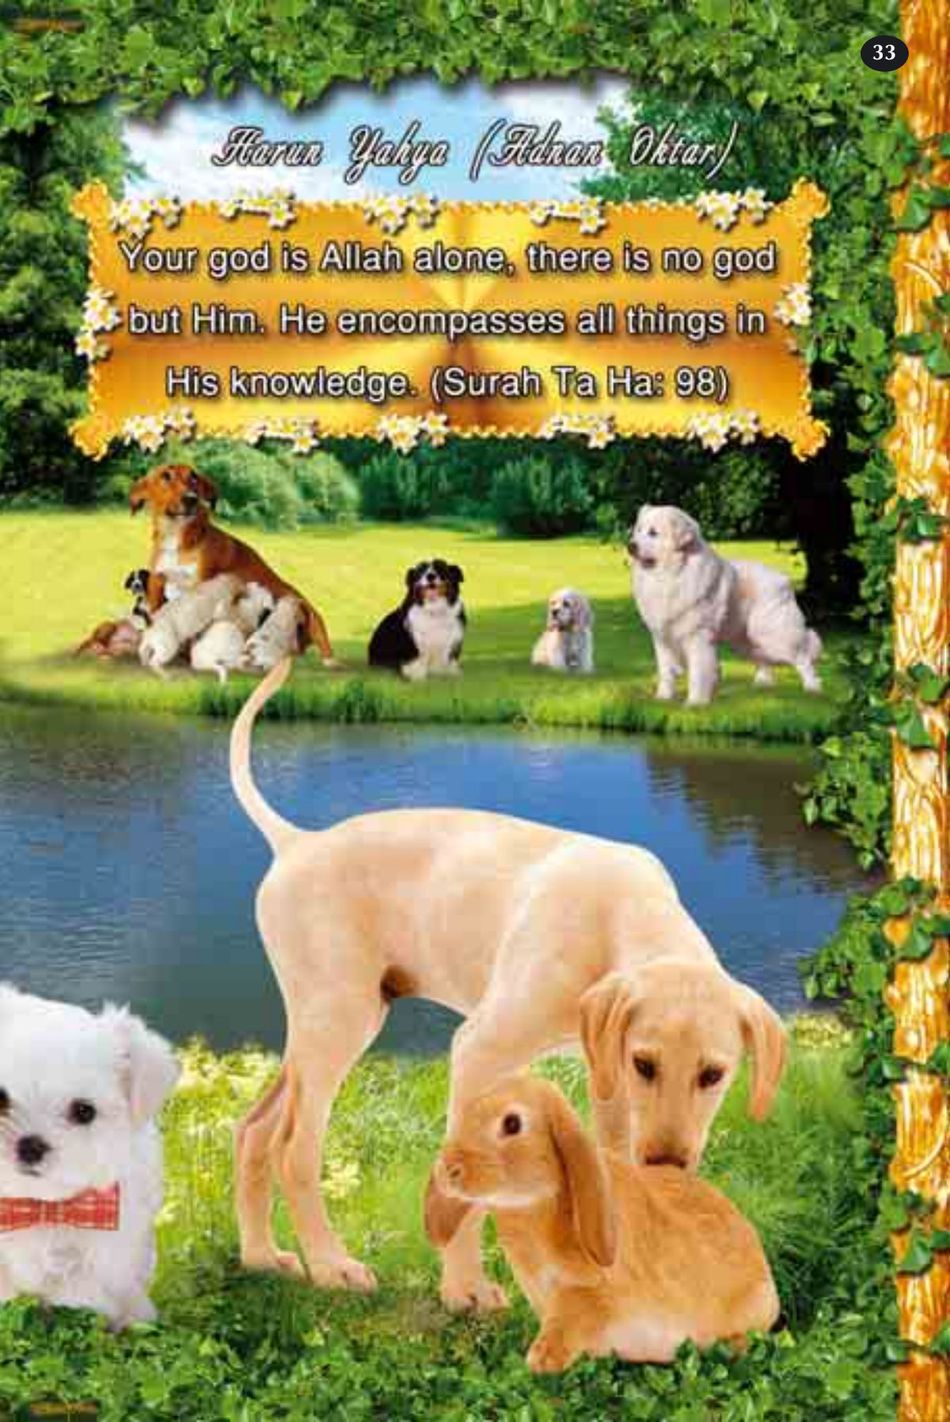 33
Harun Yahya (Adnan Oktar)
Your god is Allah alone, there is no god
but Him. He encompasses all things in
His knowledge. (Surah Ta Ha: 98)